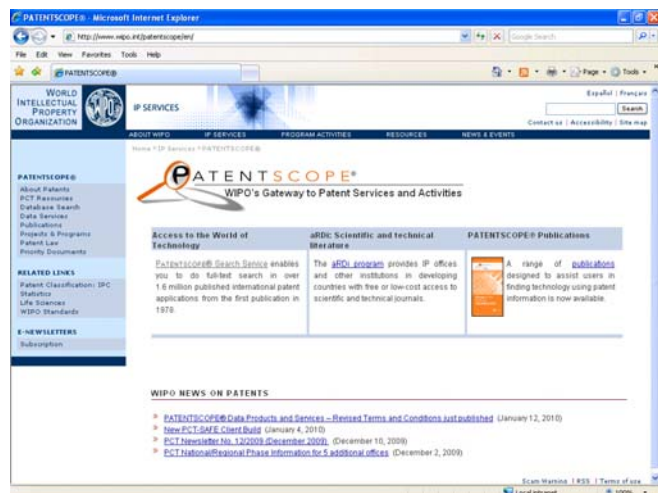 PATENTSCOPE® - Microsoft Internet Explorer
http://www.wipo.int/patentscope/en/
Google Search
File Edit View Favorites Tools Help
PATENTSCOPE®
Page
Tools
WORLD
INTELLECTUAL
PROPERTY
ORGANIZATION
IP SERVICES
Español | Français
Search
Contact us | Accessibility | Site map
ABOUT WIPO IP SERVICES PROGRAM ACTIVITIES RESOURCES NEWS & EVENTS
Home > IP Services > PATENTSCOPE®
PATENTSCOPE®
About Patents
PCT Resources
Database Search
Data Services
Publications
Projects & Programs
Patent Law
Priority Documents
RELATED LINKS
Patent Classification: IPC
Statistics
Life Sciences
WIPO Standards
E-NEWSLETTERS
Subscription
PATENTSCOPE®
WIPO's Gateway to Patent Services and Activities
Access to the World of
Technology
PATENTSCOPE® Search Service enables
you to do full-text search in over
1.6 million published international patent
applications from the first publication in
1978.
aRDi: Scientific and technical
literature
The aRDi program provides IP offices
and other institutions in developing
countries with free or low-cost access to
scientific and technical journals.
PATENTSCOPE® Publications
A range of publications
designed to assist users in
finding technology using patent
information is now available.
WIPO NEWS ON PATENTS
PATENTSCOPE® Data Products and Services – Revised Terms and Conditions just published (January 12, 2010)
New PCT-SAFE Client Build (January 4, 2010)
PCT Newsletter No. 12/2009 (December 2009) (December 10, 2009)
PCT National/Regional Phase Information for 5 additional offices (December 2, 2009)
Scam Warning | RSS | Terms of use
Local intranet 100%